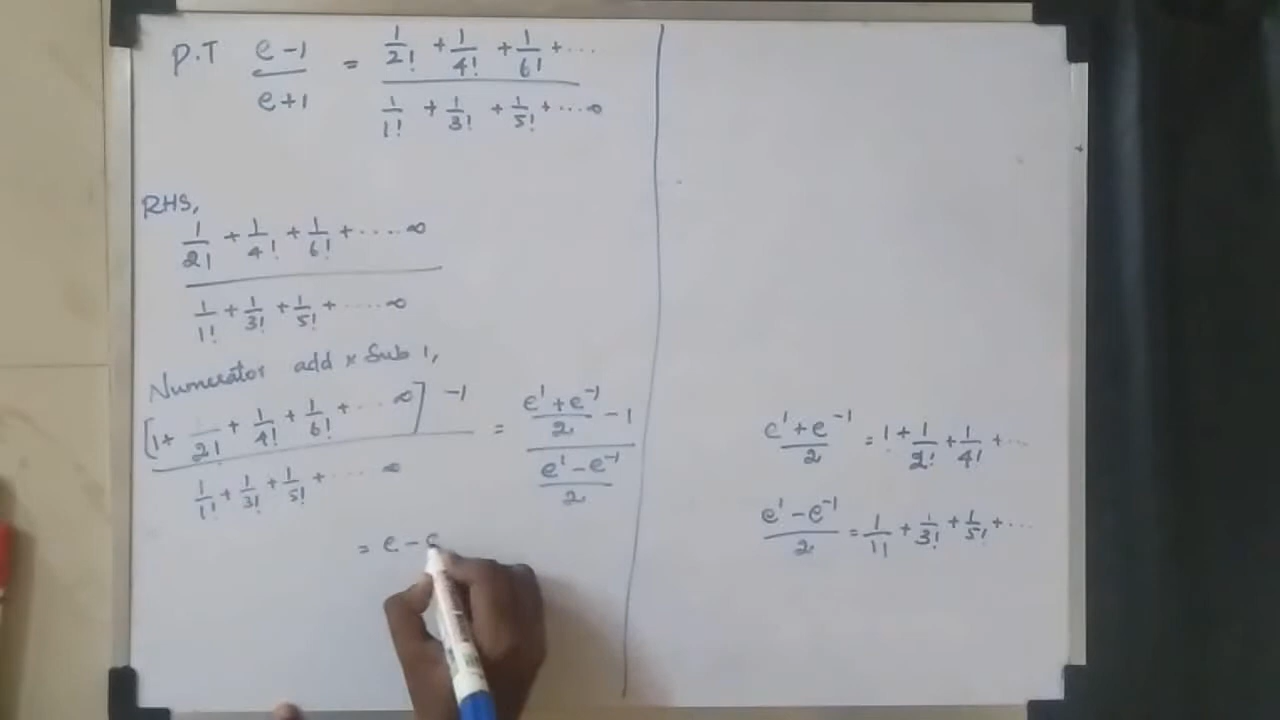 P.T e-1/e+1 = 1/2! + 1/4! + 1/6! + ... / 1/1! + 1/3! + 1/5! + ... ∞
RHS,
1/2! + 1/4! + 1/6! + .... ∞
1/1! + 1/3! + 1/5! + .... ∞
Numerator add x Sub 1,
[1 + 1/2! + 1/4! + 1/6! + ... ∞] -1 / 1/1! + 1/3! + 1/5! + .... ∞ = (e¹ + e⁻¹)/2 - 1 / (e¹ - e⁻¹)/2
= e - e
(e¹ + e⁻¹)/2 = 1 + 1/2! + 1/4! + ...
(e¹ - e⁻¹)/2 = 1/1! + 1/3! + 1/5! + ...